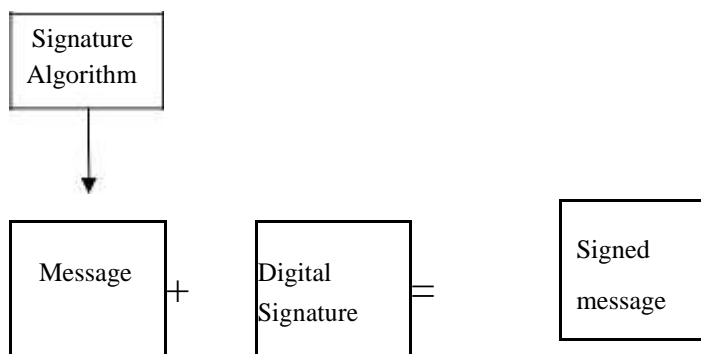 Signature
Algorithm
Message
+
Digital
Signature
=
Signed
message